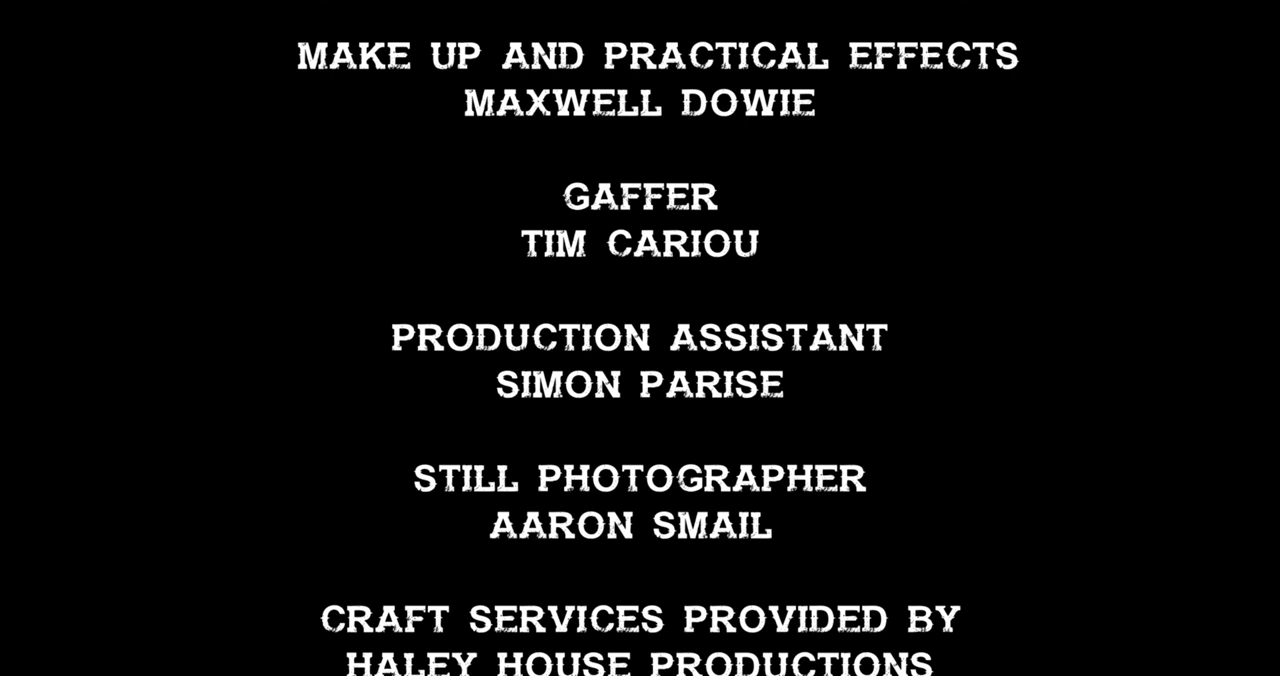 MAKE UP AND PRACTICAL EFFECTS
MAXWELL DOWIE
GAFFER
TIM CARIOU
PRODUCTION ASSISTANT
SIMON PARISE
STILL PHOTOGRAPHER
AARON SMAIL
CRAFT SERVICES PROVIDED BY
HALEY HOUSE PRODUCTIONS